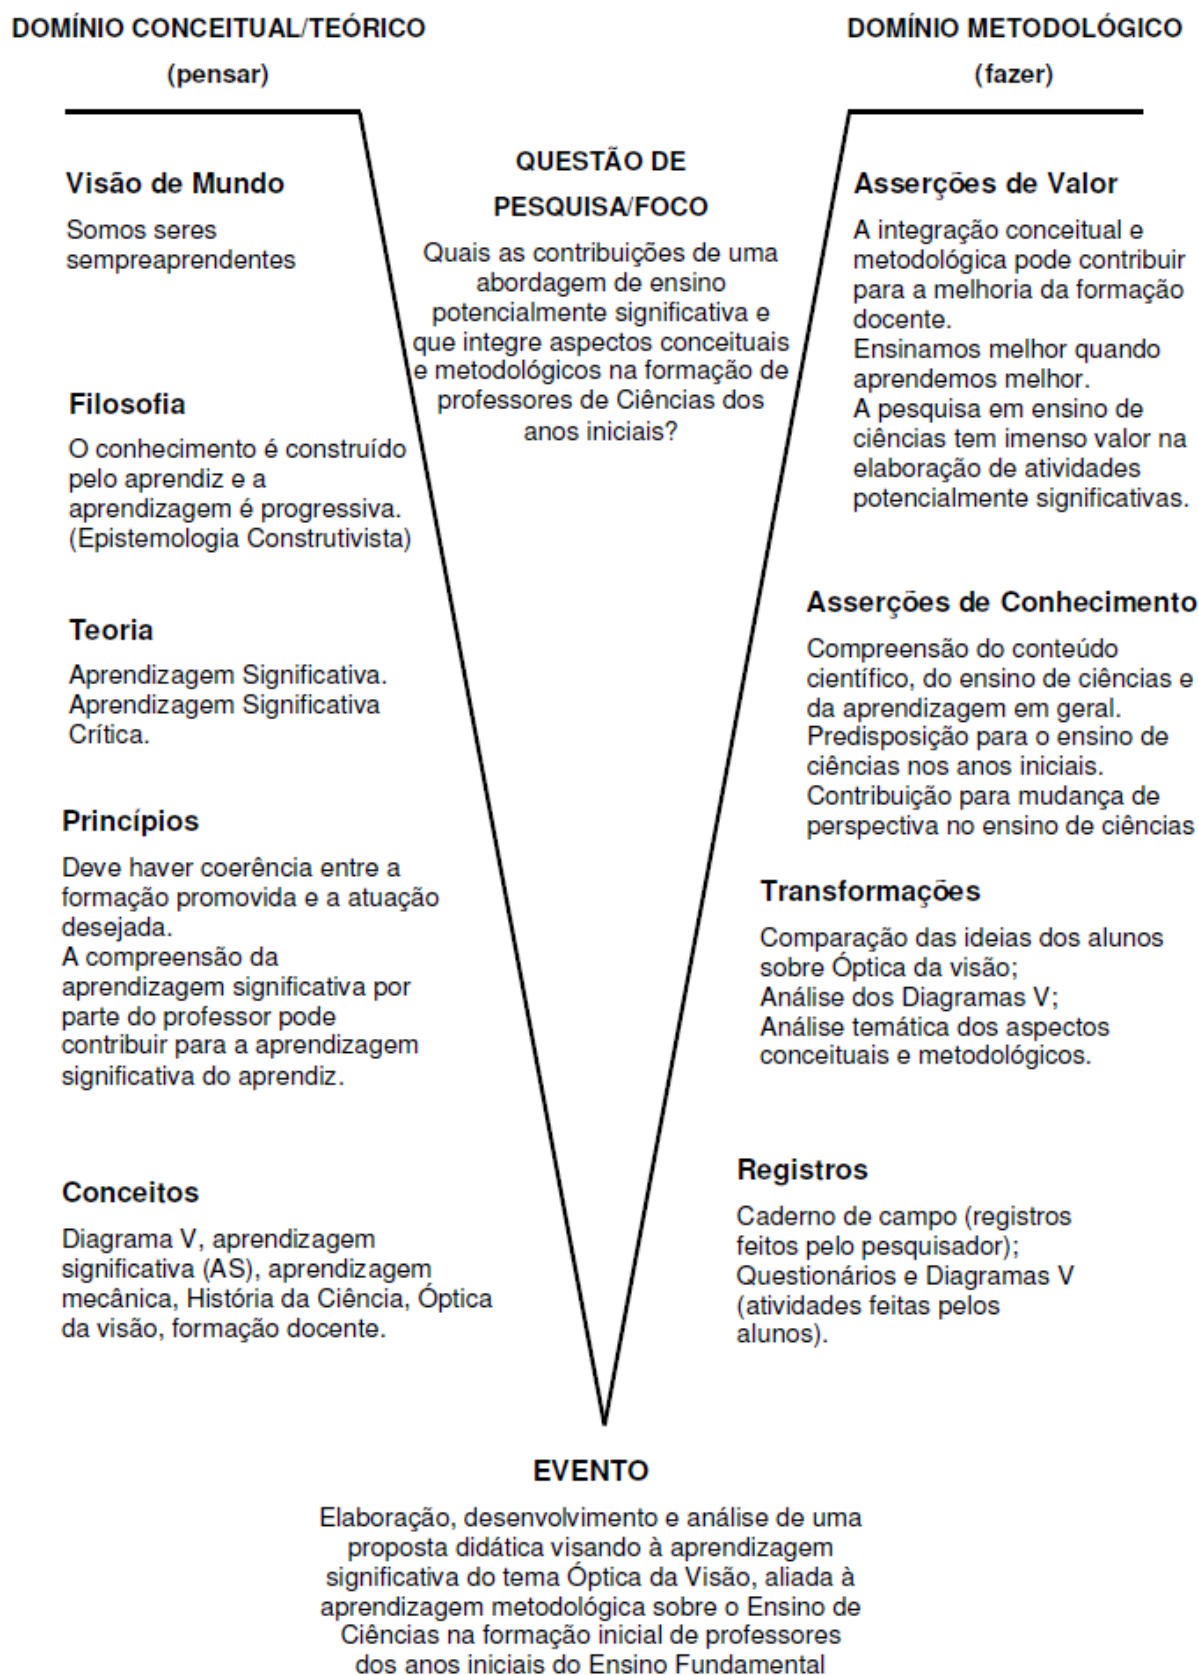 DOMÍNIO CONCEITUAL/TEÓRICO
(pensar)
Visão de Mundo
Somos seres
sempreaprendentes
Filosofia
O conhecimento é construído
pelo aprendiz e a
aprendizagem é progressiva.
(Epistemologia Construtivista)
Teoria
Aprendizagem Significativa.
Aprendizagem Significativa
Crítica.
Princípios
Deve haver coerência entre a
formação promovida e a atuação
desejada.
A compreensão da
aprendizagem significativa por
parte do professor pode
contribuir para a aprendizagem
significativa do aprendiz.
Conceitos
Diagrama V, aprendizagem
significativa (AS), aprendizagem
mecânica, História da Ciência, Óptica
da visão, formação docente.
QUESTÃO DE
PESQUISA/FOCO
Quais as contribuições de uma
abordagem de ensino
potencialmente significativa e
que integre aspectos conceituais
e metodológicos na formação de
professores de Ciências dos
anos iniciais?
DOMÍNIO METODOLÓGICO
(fazer)
Asserções de Valor
A integração conceitual e
metodológica pode contribuir
para a melhoria da formação
docente.
Ensinamos melhor quando
aprendemos melhor.
A pesquisa em ensino de
ciências tem imenso valor na
elaboração de atividades
potencialmente significativas.
Asserções de Conhecimento
Compreensão do conteúdo
científico, do ensino de ciências e
da aprendizagem em geral.
Predisposição para o ensino de
ciências nos anos iniciais.
Contribuição para mudança de
perspectiva no ensino de ciências
Transformações
Comparação das ideias dos alunos
sobre Óptica da visão;
Análise dos Diagramas V;
Análise temática dos aspectos
conceituais e metodológicos.
Registros
Caderno de campo (registros
feitos pelo pesquisador);
Questionários e Diagramas V
(atividades feitas pelos
alunos).
EVENTO
Elaboração, desenvolvimento e análise de uma
proposta didática visando à aprendizagem
significativa do tema Óptica da Visão, aliada à
aprendizagem metodológica sobre o Ensino de
Ciências na formação inicial de professores
dos anos iniciais do Ensino Fundamental